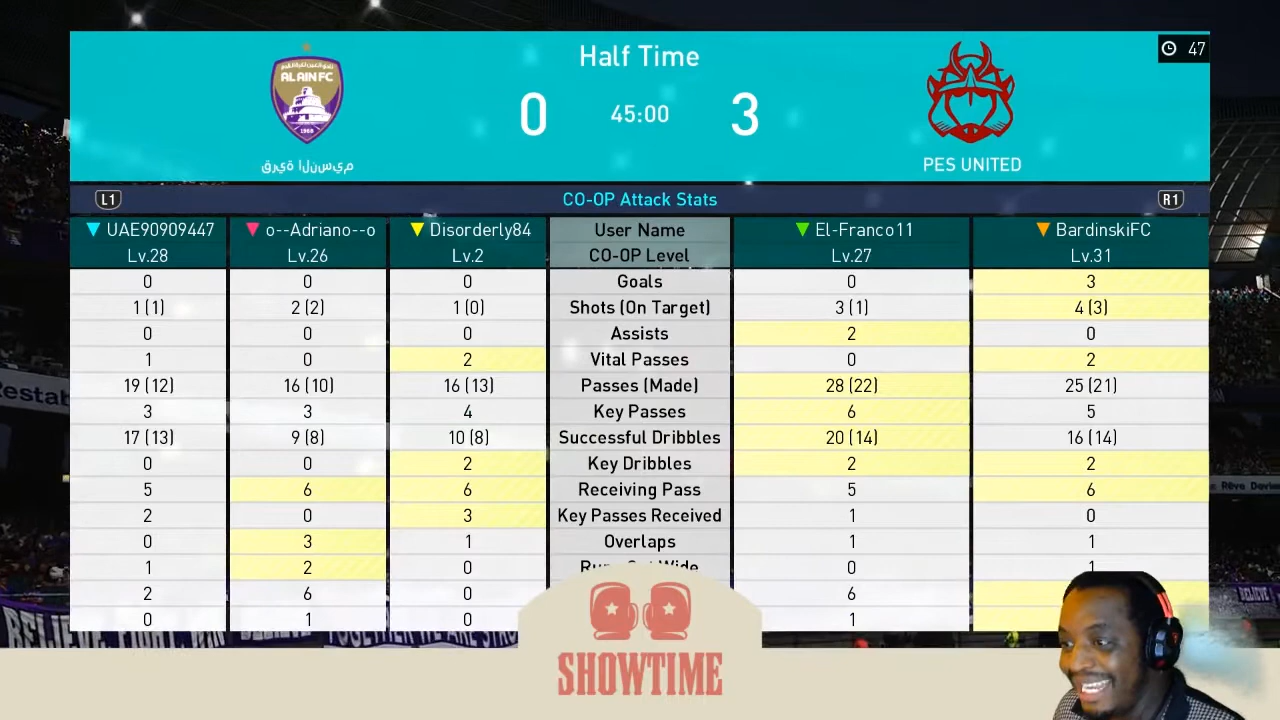 Half Time
47
AL AIN FC
1968
0
45:00
3
قرية النسيم
PES UNITED
L1
CO-OP Attack Stats
R1
UAE90909447 o--Adriano--o Disorderly84 User Name El-Franco11 BardinskiFC
Lv.28 Lv.26 Lv.2 CO-OP Level Lv.27 Lv.31
0 0 0 Goals 0 3
1 (1) 2 (2) 1 (0) Shots (On Target) 3 (1) 4 (3)
0 0 0 Assists 2 0
1 0 2 Vital Passes 0 2
19 (12) 16 (10) 16 (13) Passes (Made) 28 (22) 25 (21)
3 3 4 Key Passes 6 5
17 (13) 9 (8) 10 (8) Successful Dribbles 20 (14) 16 (14)
0 0 2 Key Dribbles 2 2
5 6 6 Receiving Pass 5 6
2 0 3 Key Passes Received 1 0
0 3 1 Overlaps 1 1
1 2 0 Wide 0 1
2 6 0 6
0 1 0 1
BELIEVE
SHOWTIME